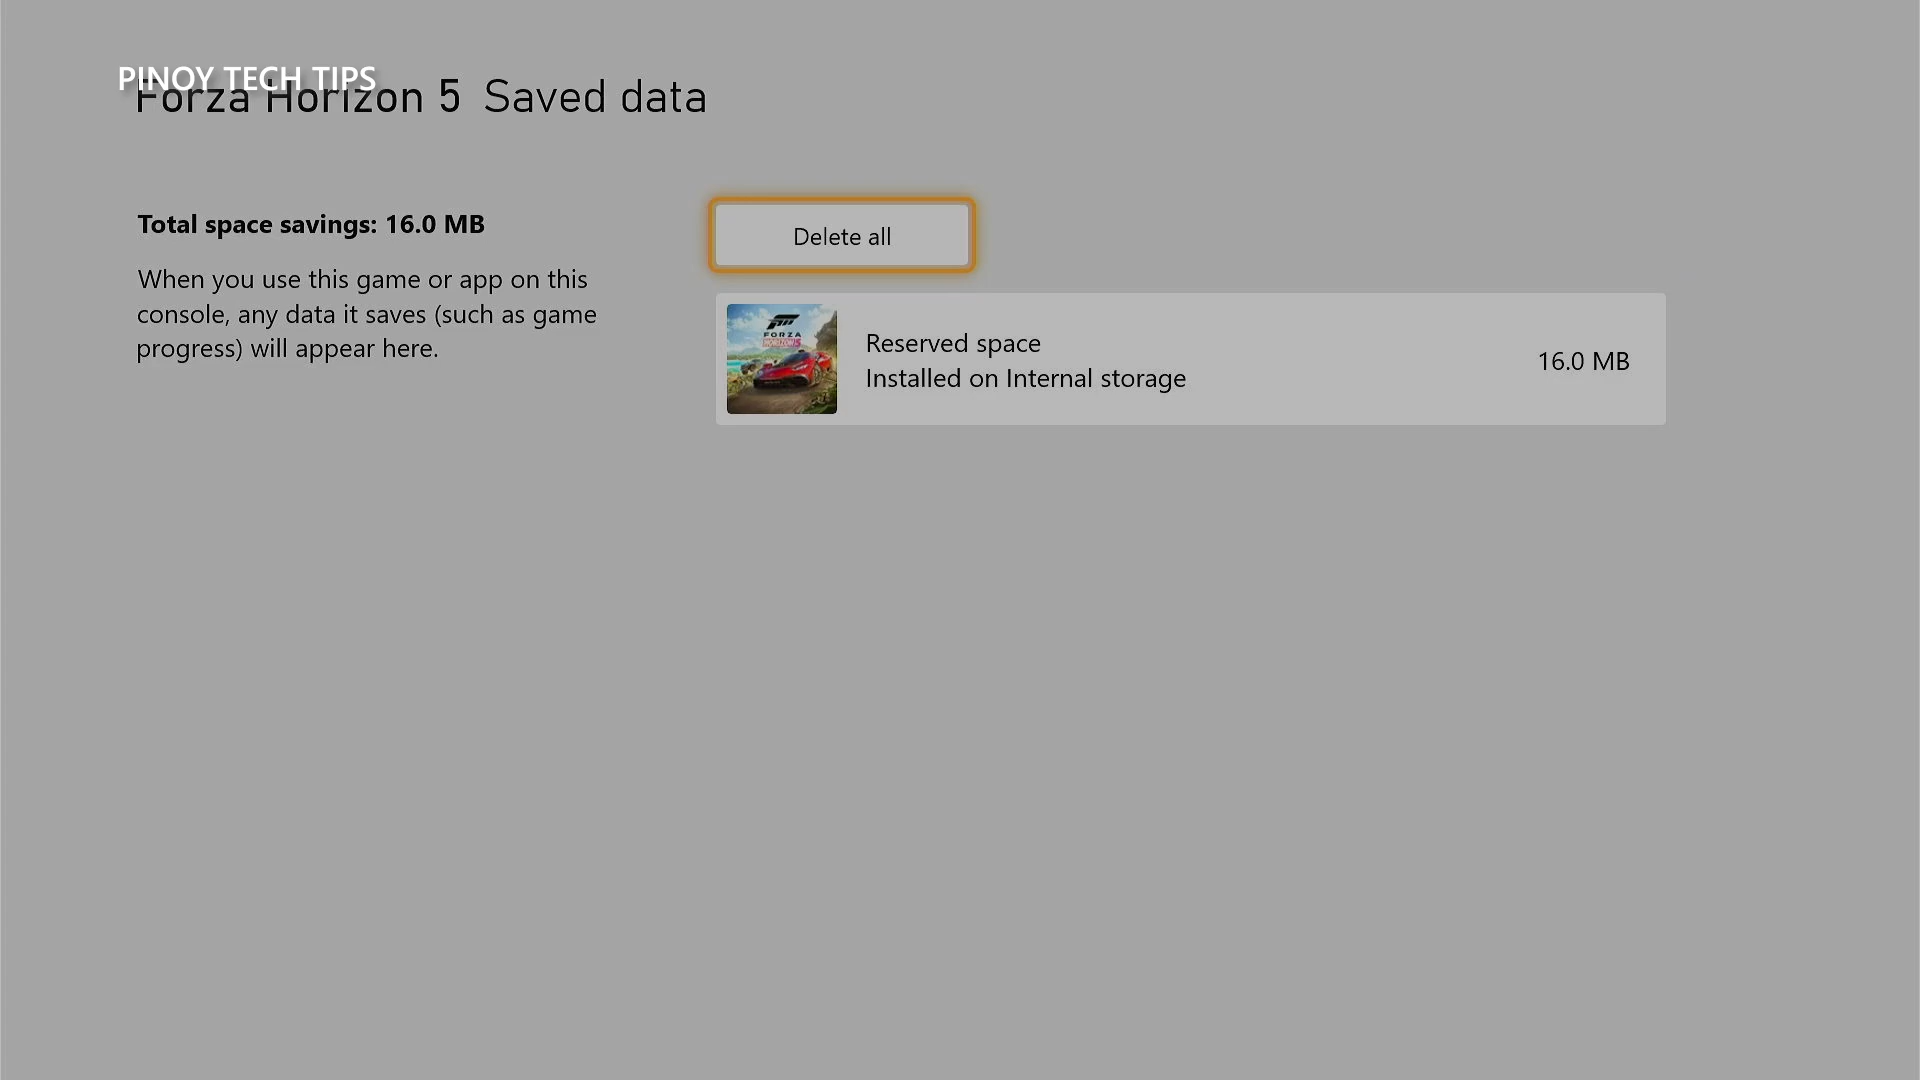 PINOY TECH TIPS
Forza Horizon 5 Saved data
Total space savings: 16.0 MB
When you use this game or app on this
console, any data it saves (such as game
progress) will appear here.
Delete all
FORZA
HORIZON 5
Reserved space
Installed on Internal storage
16.0 MB